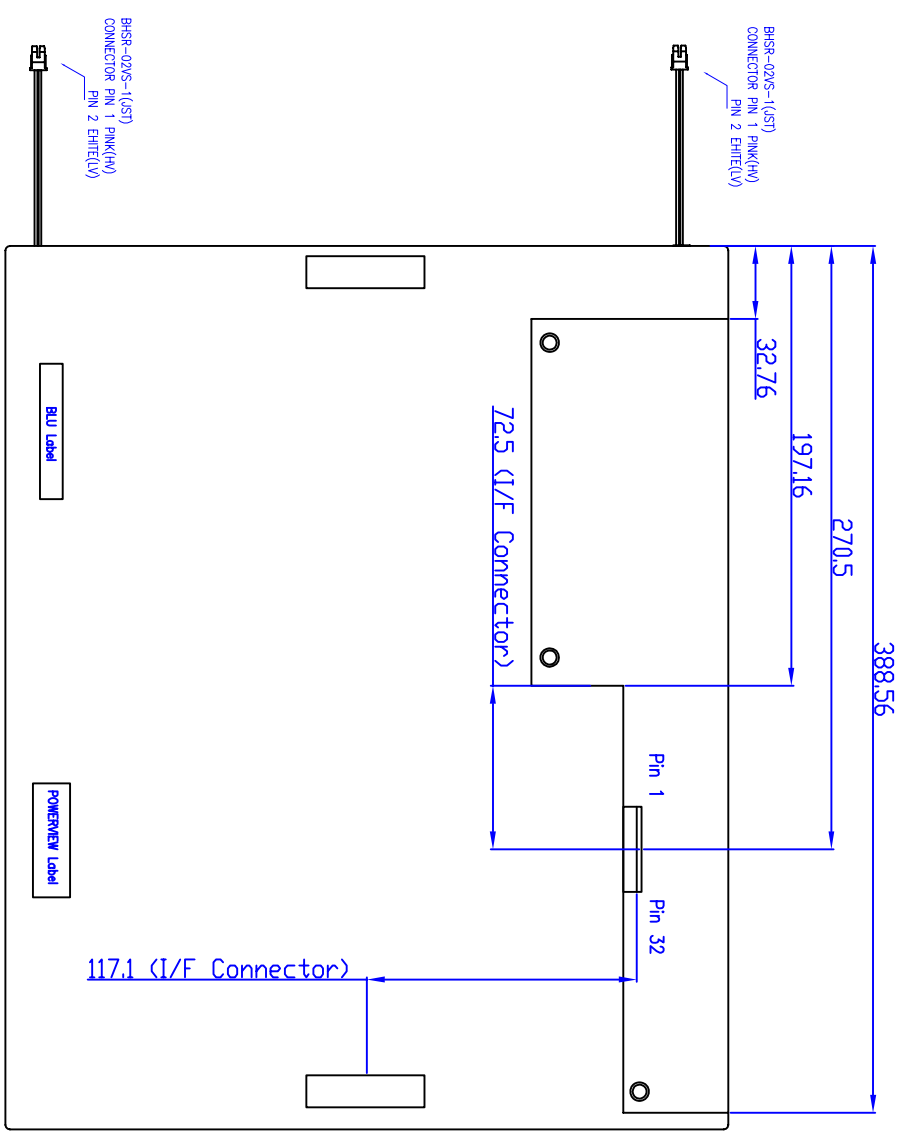 BHSR-02VS-1(JST)
CONNECTOR PIN 1 PINK(HV)
PIN 2 EHITE(LV)
BHSR-02VS-1(JST)
CONNECTOR PIN 1 PINK(HV)
PIN 2 EHITE(LV)
388.56
270.5
197.16
32.76
72.5 (I/F Connector)
Pin 1
Pin 32
117.1 (I/F Connector)
BLU Label
POWERVIEW Label